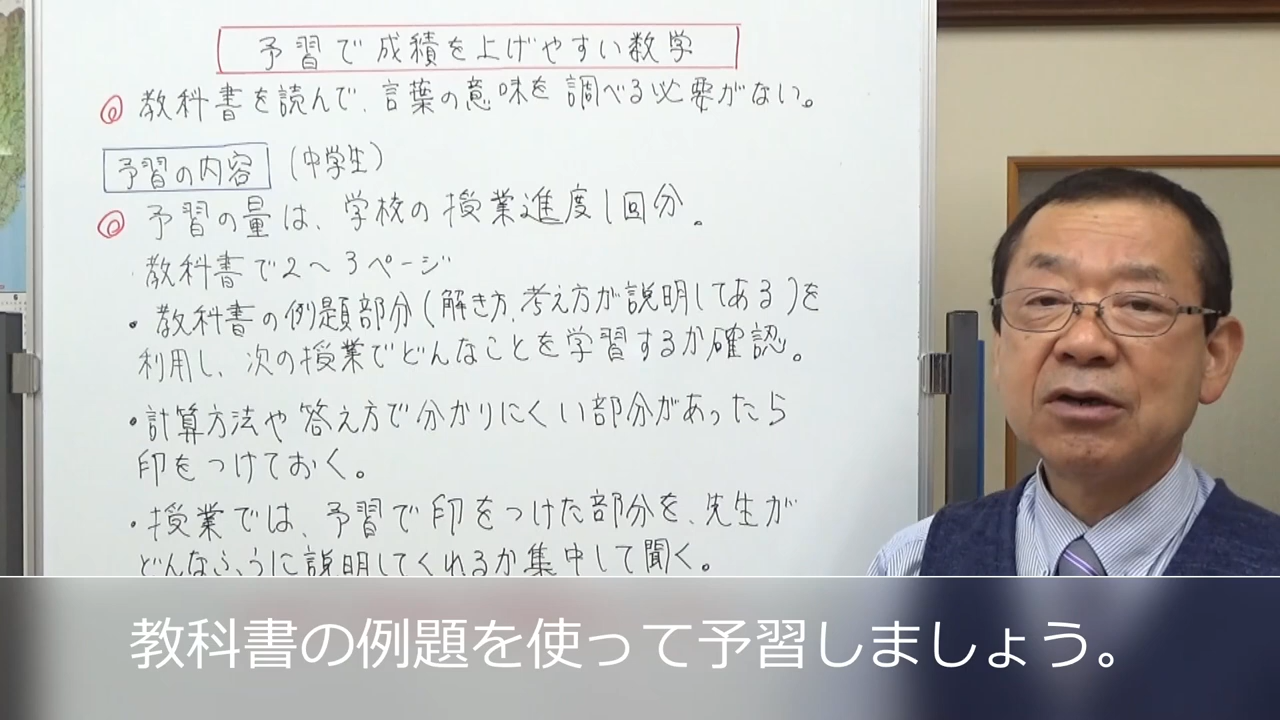 予習で成績を上げやすい数学
◎ 教科書を読んで、言葉の意味を調べる必要がない。
予習の内容 (中学生)
◎ 予習の量は、学校の授業進度1回分。
教科書で2〜3ページ
・教科書の例題部分(解き方、考え方が説明してある)を
利用し、次の授業でどんなことを学習するか確認。
・計算方法や答え方で分かりにくい部分があったら
印をつけておく。
・授業では、予習で印をつけた部分を、先生が
どんなふうに説明してくれるか集中して聞く。
教科書の例題を使って予習しましょう。